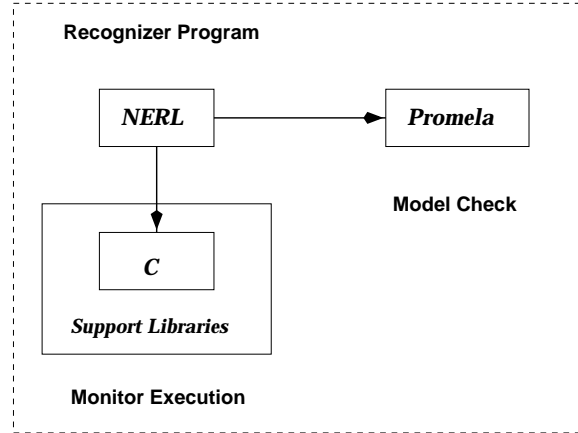 Recognizer Program
NERL
Promela
Model Check
C
Support Libraries
Monitor Execution